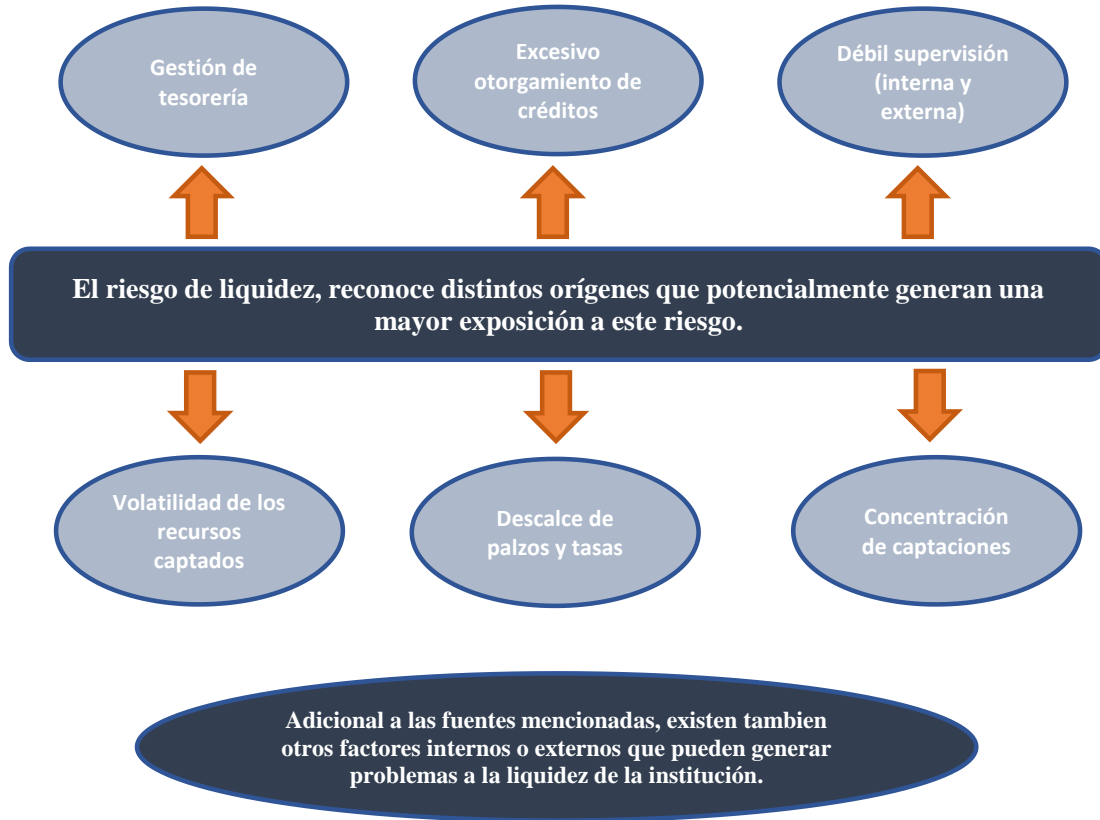 Gestión de
tesorería
Excesivo
otorgamiento de
créditos
Débil supervisión
(interna y
externa)
El riesgo de liquidez, reconoce distintos orígenes que potencialmente generan una
mayor exposición a este riesgo.
Volatilidad de los
recursos
captados
Descalce de
palzos y tasas
Concentración
de captaciones
Adicional a las fuentes mencionadas, existen tambien
otros factores internos o externos que pueden generar
problemas a la liquidez de la institución.